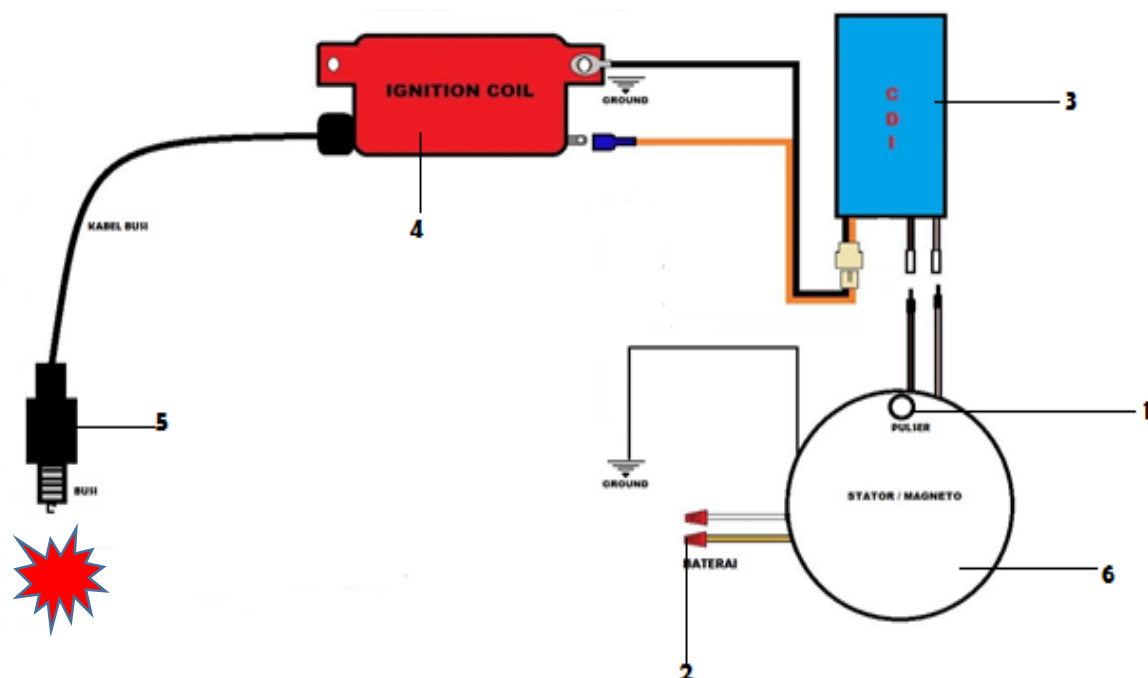 IGNITION COIL
GROUND
C
D
I
3
4
KABEL BUSI
5
BUSI
1
PULSER
GROUND
STATOR / MAGNETO
BATERAI
6
2